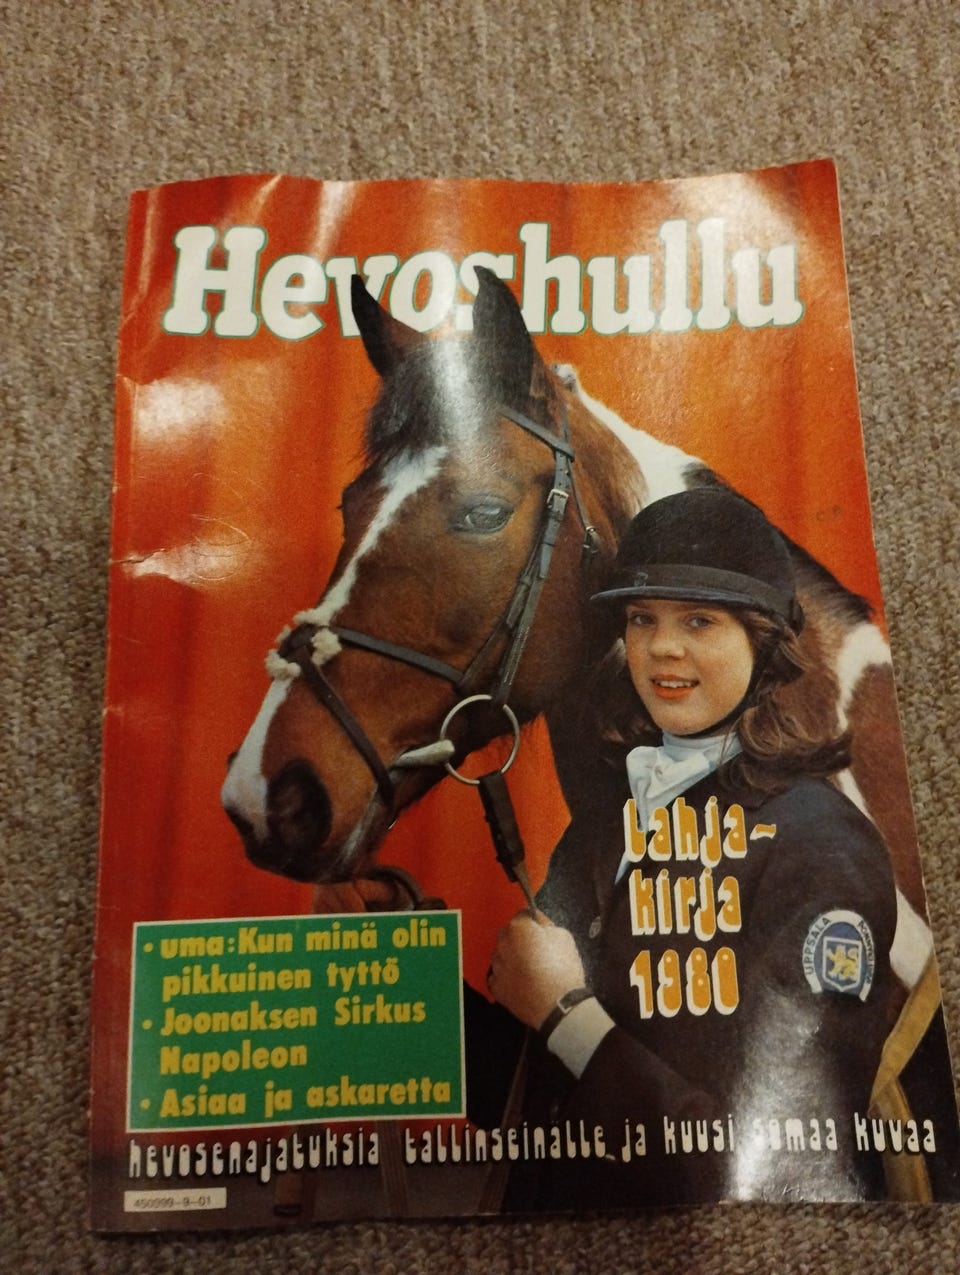 Hevoshullu
Lahja-
kirja
1980
UPPSALA
• uma: Kun minä olin
pikkuinen tyttö
• Joonaksen Sirkus
Napoleon
• Asiaa ja askaretta
hevosenajatuksia tallinseinälle ja kuusi somaa kuvaa
450999-9-01